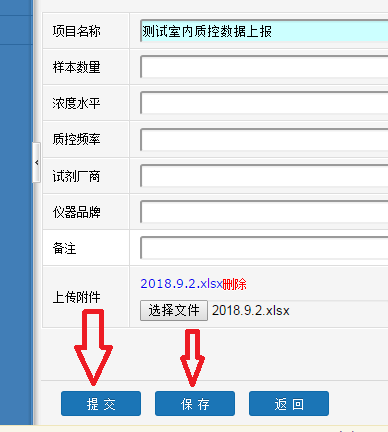 项目名称 测试室内质控数据上报
样本数量
浓度水平
质控频率
试剂厂商
仪器品牌
备注
上传附件
2018.9.2.xlsx删除
选择文件 2018.9.2.xlsx
提 交 保 存 返 回